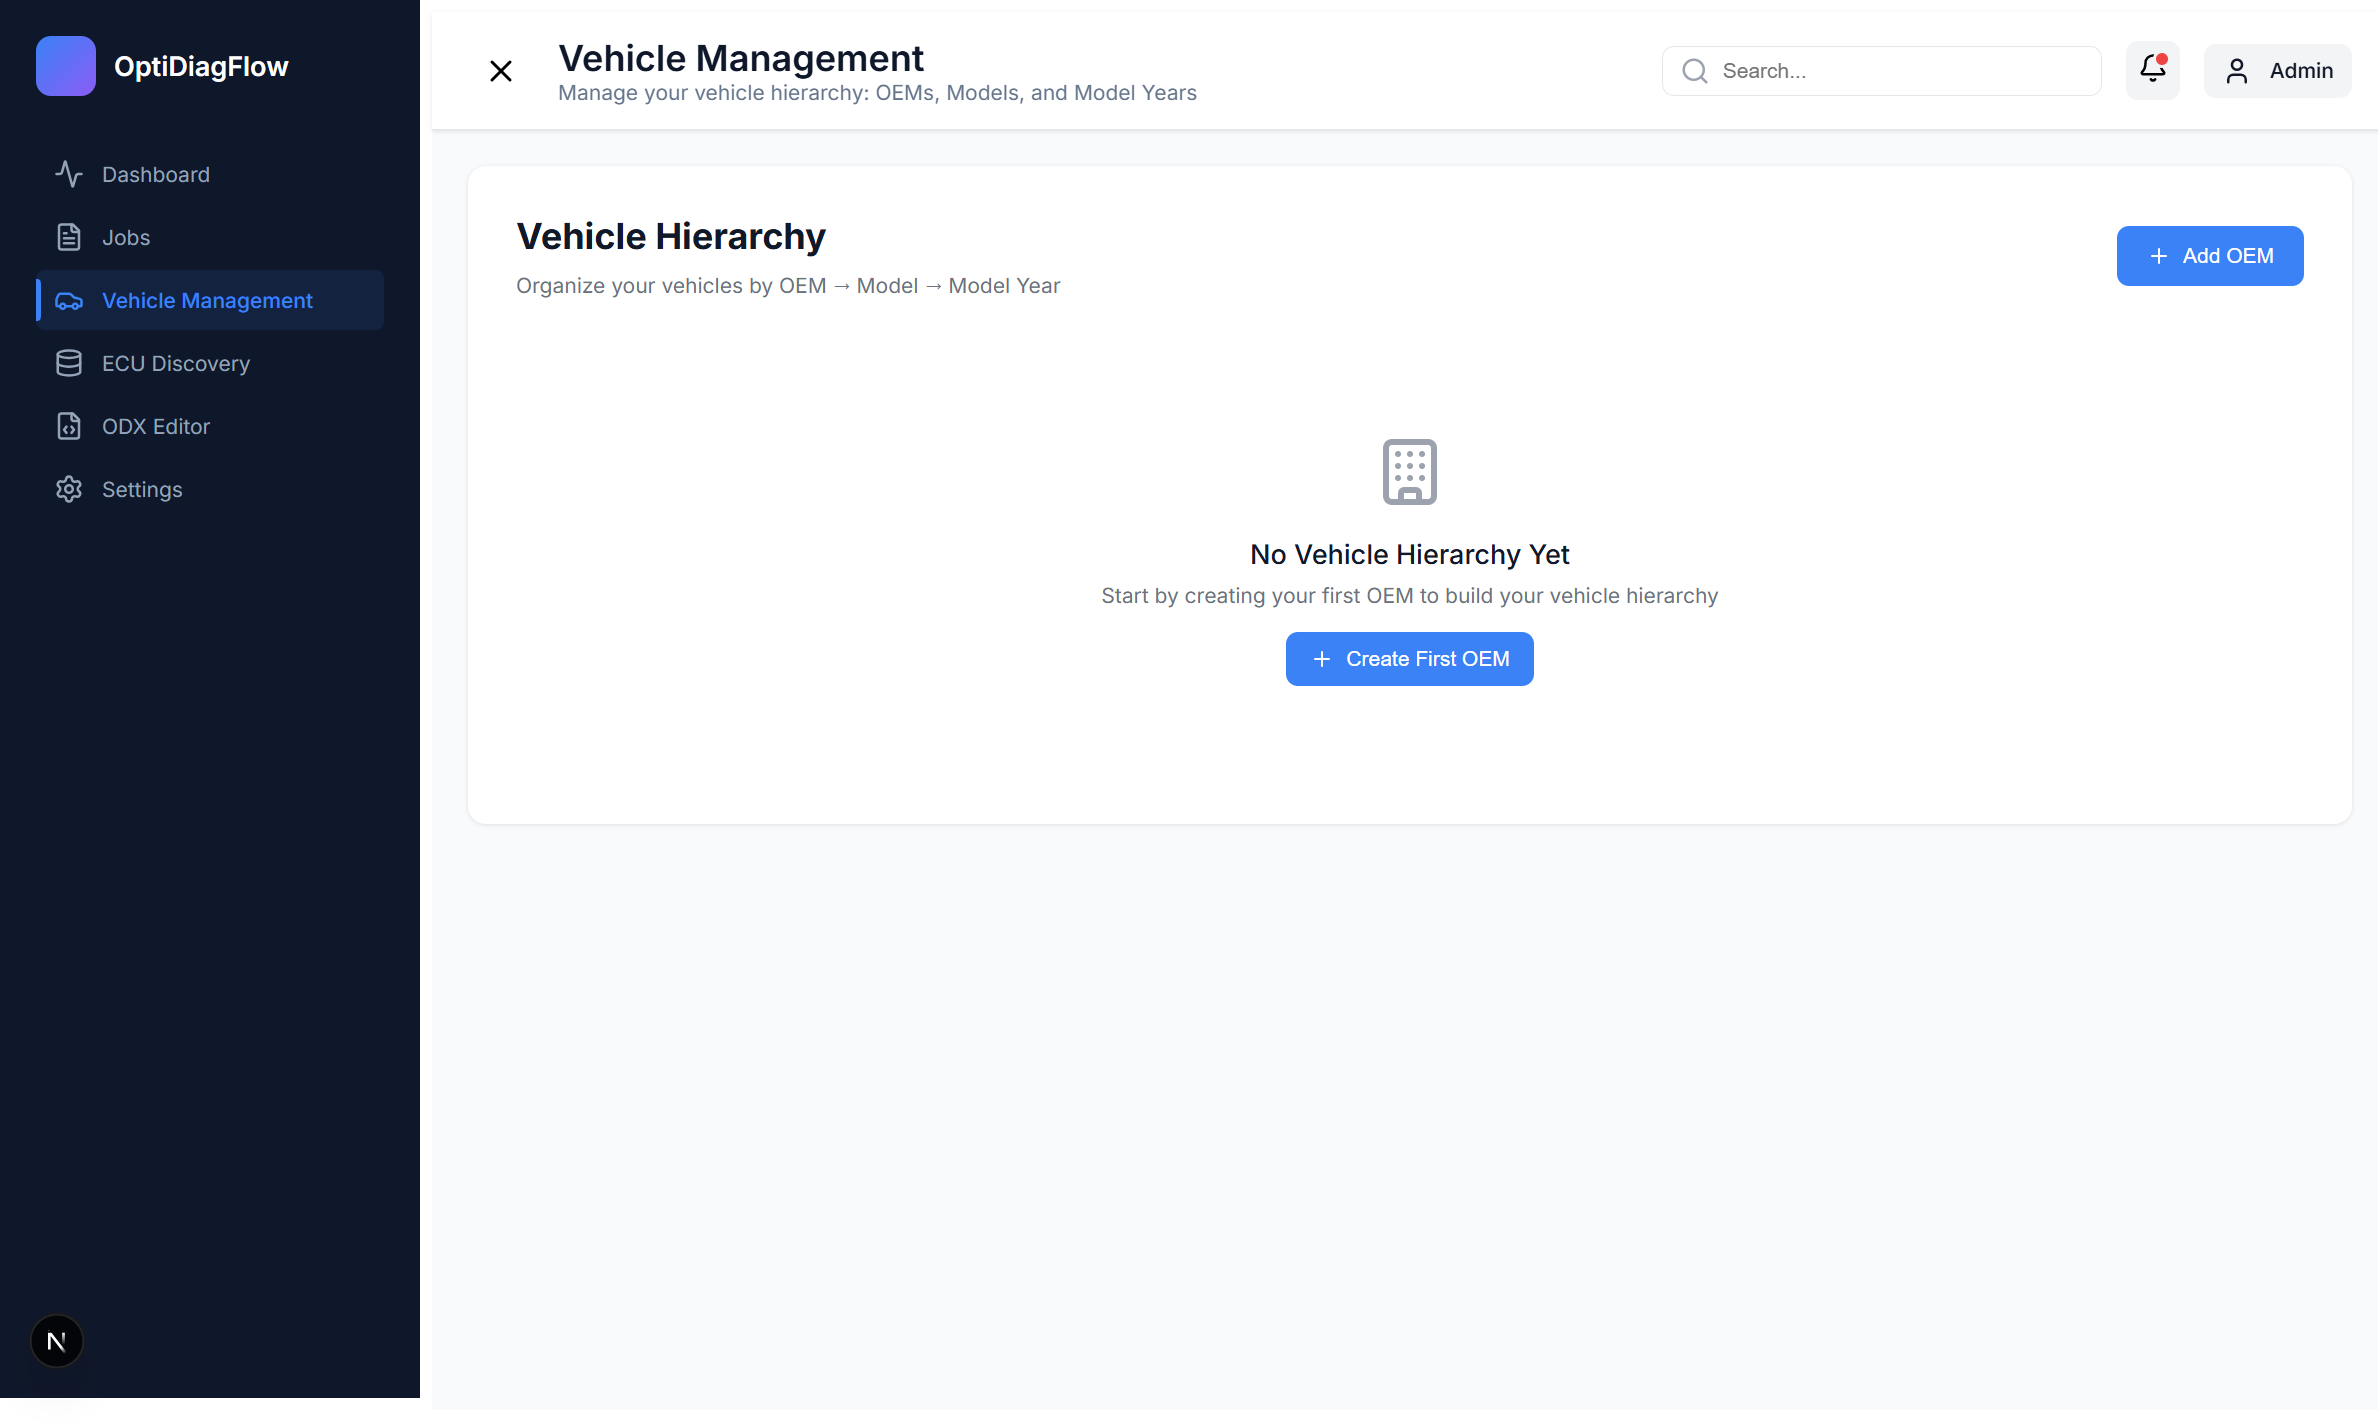 OptiDiagFlow
Dashboard
Jobs
Vehicle Management
ECU Discovery
ODX Editor
Settings
N
Vehicle Management
Manage your vehicle hierarchy: OEMs, Models, and Model Years
Search...
Admin
Vehicle Hierarchy
Organize your vehicles by OEM → Model → Model Year
Add OEM
No Vehicle Hierarchy Yet
Start by creating your first OEM to build your vehicle hierarchy
Create First OEM